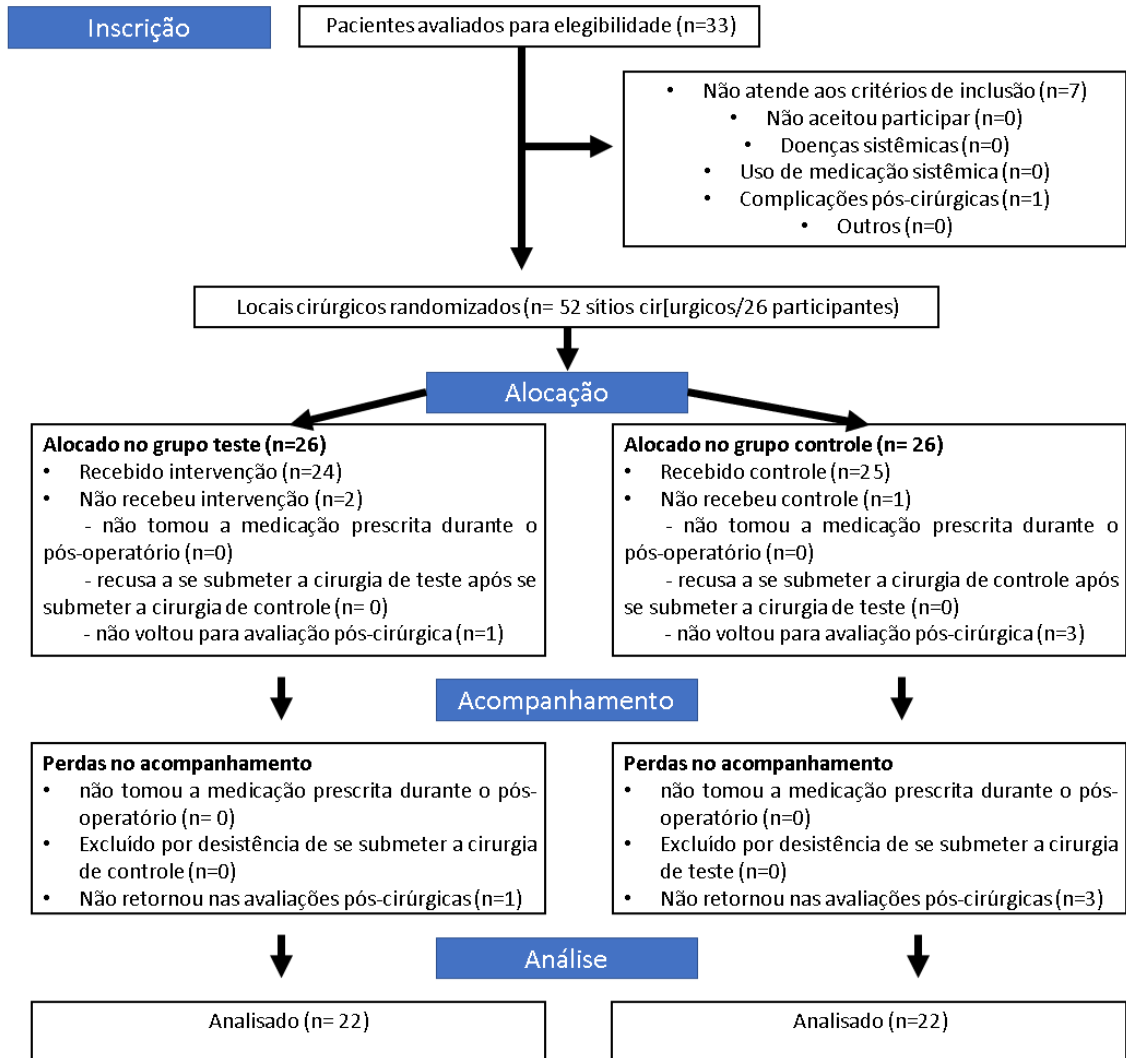 Inscrição
Pacientes avaliados para elegibilidade (n=33)
• Não atende aos critérios de inclusão (n=7)
• Não aceitou participar (n=0)
• Doenças sistêmicas (n=0)
• Uso de medicação sistêmica (n=0)
• Complicações pós-cirúrgicas (n=1)
• Outros (n=0)
Locais cirúrgicos randomizados (n= 52 sítios cir[urgicos/26 participantes)
Alocação
Alocado no grupo teste (n=26)
• Recebido intervenção (n=24)
• Não recebeu intervenção (n=2)
- não tomou a medicação prescrita durante o
pós-operatório (n=0)
- recusa a se submeter a cirurgia de teste após se
submeter a cirurgia de controle (n= 0)
- não voltou para avaliação pós-cirúrgica (n=1)
Alocado no grupo controle (n= 26)
• Recebido controle (n=25)
• Não recebeu controle (n=1)
- não tomou a medicação prescrita durante o
pós-operatório (n=0)
- recusa a se submeter a cirurgia de controle após
se submeter a cirurgia de teste (n=0)
- não voltou para avaliação pós-cirúrgica (n=3)
Acompanhamento
Perdas no acompanhamento
• não tomou a medicação prescrita durante o pós-
operatório (n= 0)
• Excluído por desistência de se submeter a cirurgia
de controle (n=0)
• Não retornou nas avaliações pós-cirúrgicas (n=1)
Perdas no acompanhamento
• não tomou a medicação prescrita durante o pós-
operatório (n=0)
• Excluído por desistência de se submeter a cirurgia
de teste (n=0)
• Não retornou nas avaliações pós-cirúrgicas (n=3)
Análise
Analisado (n= 22)
Analisado (n=22)